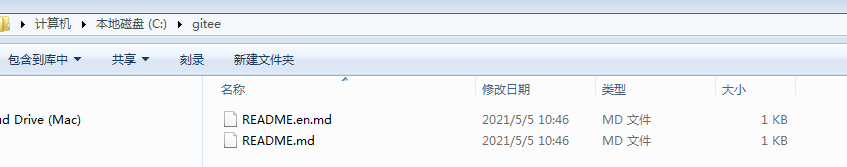 计算机 本地磁盘 (C:) gitee
包含到库中 共享 刻录 新建文件夹
名称 修改日期 类型 大小
ud Drive (Mac) README.en.md 2021/5/5 10:46 MD 文件 1 KB
README.md 2021/5/5 10:46 MD 文件 1 KB